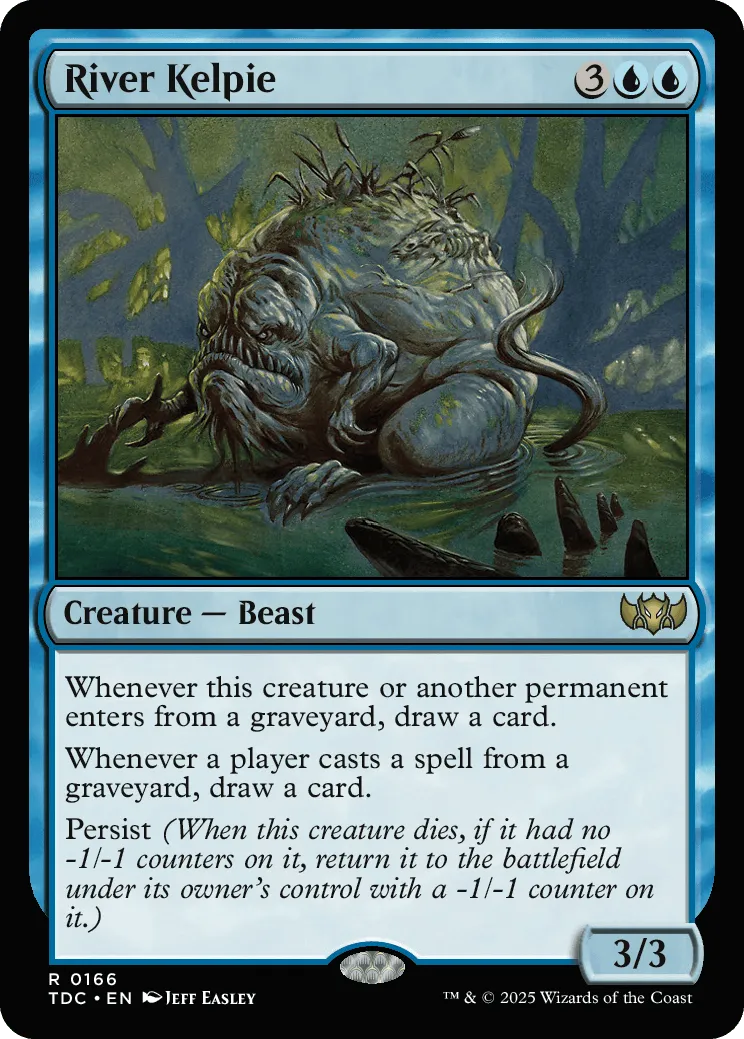 River Kelpie 3
Creature — Beast
Whenever this creature or another permanent
enters from a graveyard, draw a card.
Whenever a player casts a spell from a
graveyard, draw a card.
Persist (When this creature dies, if it had no
-1/-1 counters on it, return it to the battlefield
under its owner's control with a -1/-1 counter on
it.)
3/3
R 0166
TDC • EN Jeff Easley
™ & © 2025 Wizards of the Coast